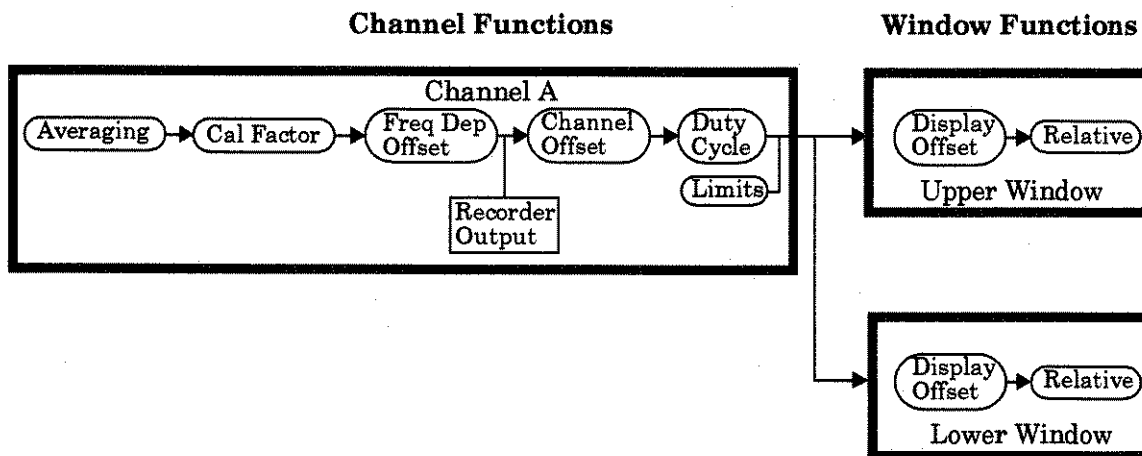 Channel Functions
Window Functions
Channel A
Averaging
Cal Factor
Freq Dep
Offset
Channel
Offset
Duty
Cycle
Limits
Recorder
Output
Display
Offset
Relative
Upper Window
Display
Offset
Relative
Lower Window